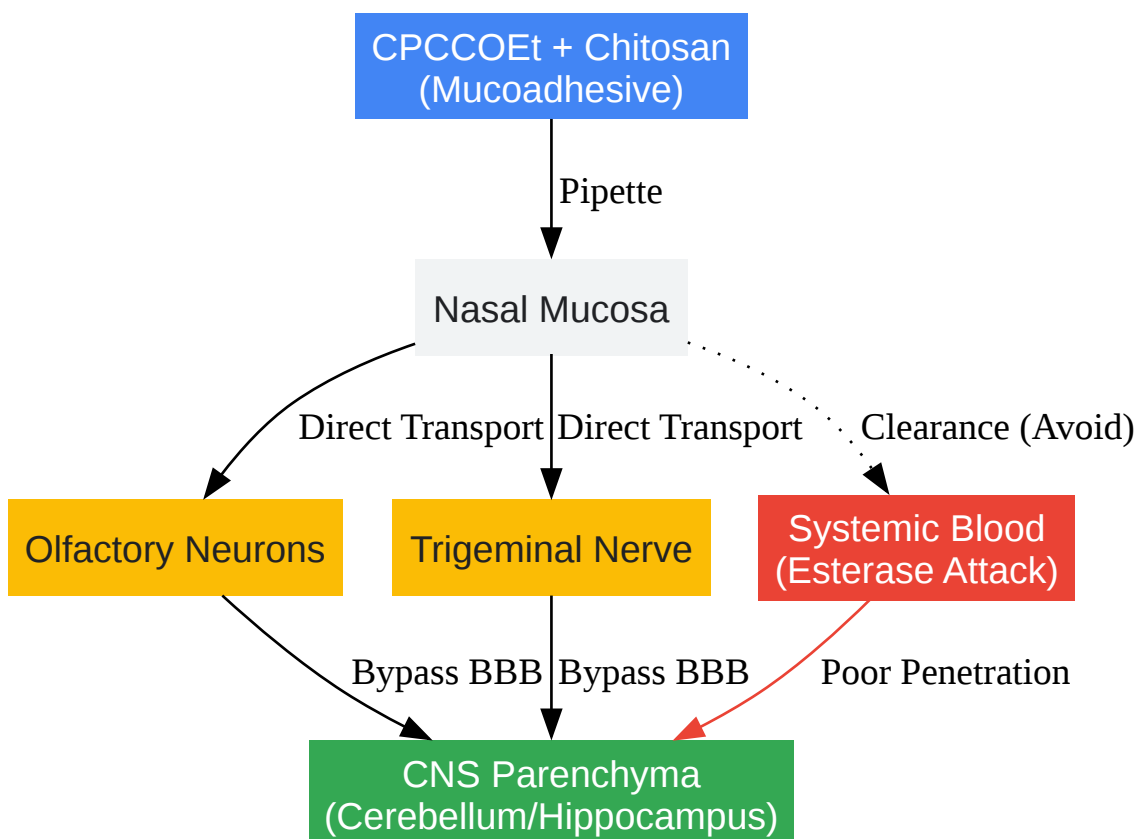 CPCCOEt + Chitosan
(Mucoadhesive)
Pipette
Nasal Mucosa
Direct Transport
Direct Transport
Clearance (Avoid)
Olfactory Neurons
Trigeminal Nerve
Systemic Blood
(Esterase Attack)
Bypass BBB
Bypass BBB
Poor Penetration
CNS Parenchyma
(Cerebellum/Hippocampus)